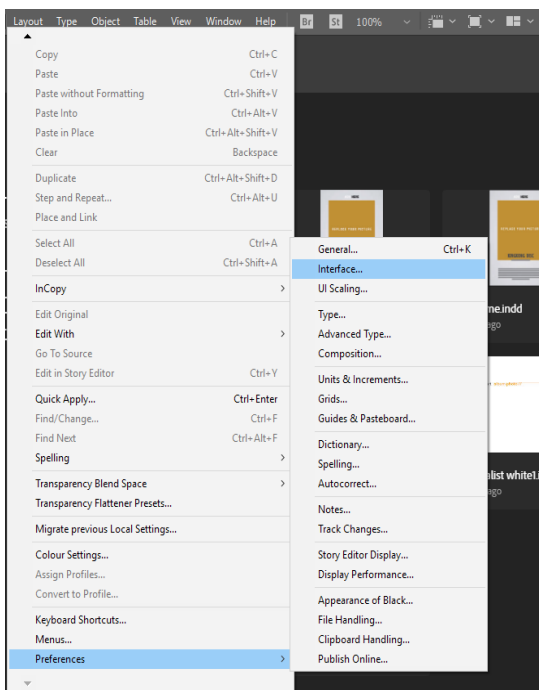 Layout Type Object Table View Window Help Br St 100%
Copy Ctrl+C
Paste Ctrl+V
Paste without Formatting Ctrl+Shift+V
Paste Into Ctrl+Alt+V
Paste in Place Ctrl+Alt+Shift+V
Clear Backspace
Duplicate Ctrl+Alt+Shift+D
Step and Repeat... Ctrl+Alt+U
Place and Link
Select All Ctrl+A
Deselect All Ctrl+Shift+A
InCopy
Edit Original
Edit With
Go To Source
Edit in Story Editor Ctrl+Y
Quick Apply... Ctrl+Enter
Find/Change... Ctrl+F
Find Next Ctrl+Alt+F
Spelling
Transparency Blend Space
Transparency Flattener Presets...
Migrate previous Local Settings...
Colour Settings...
Assign Profiles...
Convert to Profile...
Keyboard Shortcuts...
Menus...
Preferences
General... Ctrl+K
Interface...
UI Scaling...
Type...
Advanced Type...
Composition...
Units & Increments...
Grids...
Guides & Pasteboard...
Dictionary...
Spelling...
Autocorrect...
Notes...
Track Changes...
Story Editor Display...
Display Performance...
Appearance of Black...
File Handling...
Clipboard Handling...
Publish Online...
me.indd
ago
list white1.i
ago